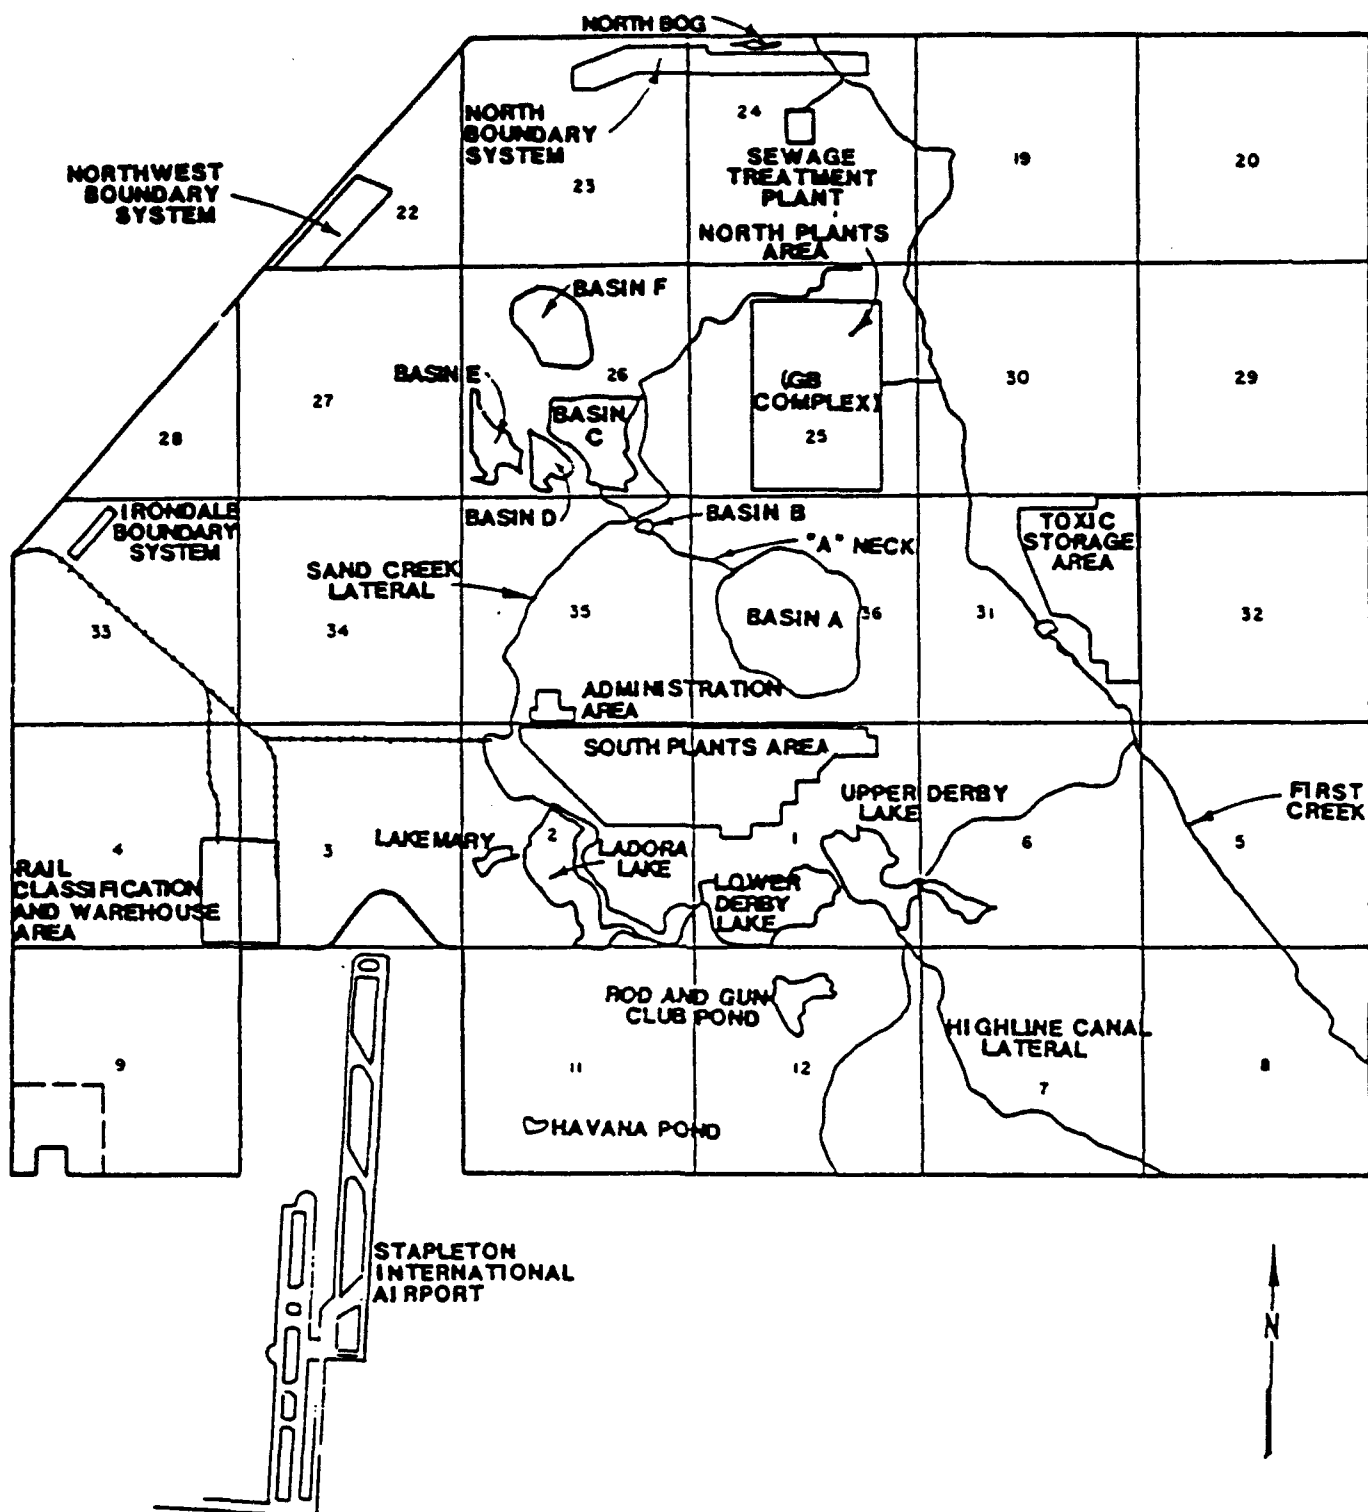 NORTH BOG
NORTH
BOUNDARY
SYSTEM
24
SEWAGE
TREATMENT
PLANT
19
20
NORTHWEST
BOUNDARY
SYSTEM
22
23
NORTH PLANTS
AREA
BASIN F
BASIN E
26
BASIN
C
(GB
COMPLEX)
25
30
29
27
28
IRONDALE
BOUNDARY
SYSTEM
BASIN D
BASIN B
"A" NECK
TOXIC
STORAGE
AREA
SAND CREEK
LATERAL
33
34
35
BASIN A
36
31
32
ADMINISTRATION
AREA
SOUTH PLANTS AREA
UPPER DERBY
LAKE
FIRST
CREEK
LAKE MARY
2
LADORA
LAKE
1
6
5
4
3
RAIL
CLASSIFICATION
AND WAREHOUSE
AREA
LOWER
DERBY
LAKE
ROD AND GUN
CLUB POND
HIGHLINE CANAL
LATERAL
9
11
12
7
8
HAVANA POND
STAPLETON
INTERNATIONAL
AIRPORT
N